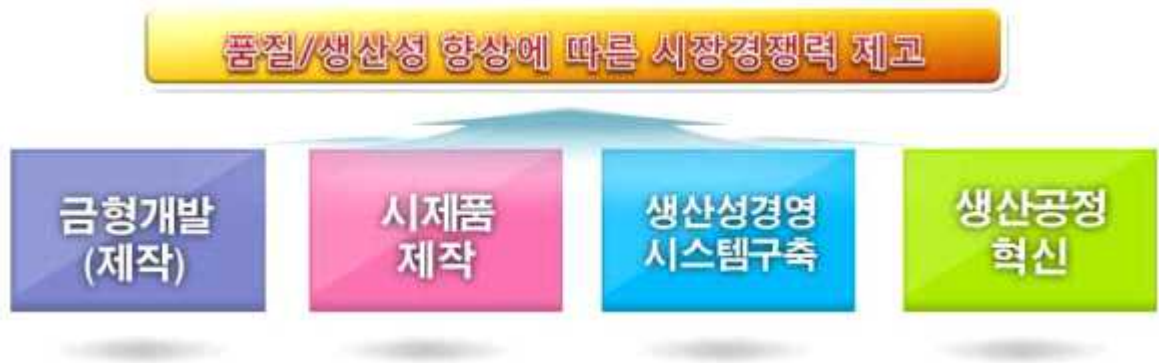 품질/생산성 향상에 따른 시장경쟁력 제고
금형개발
(제작)
시제품
제작
생산성경영
시스템구축
생산공정
혁신